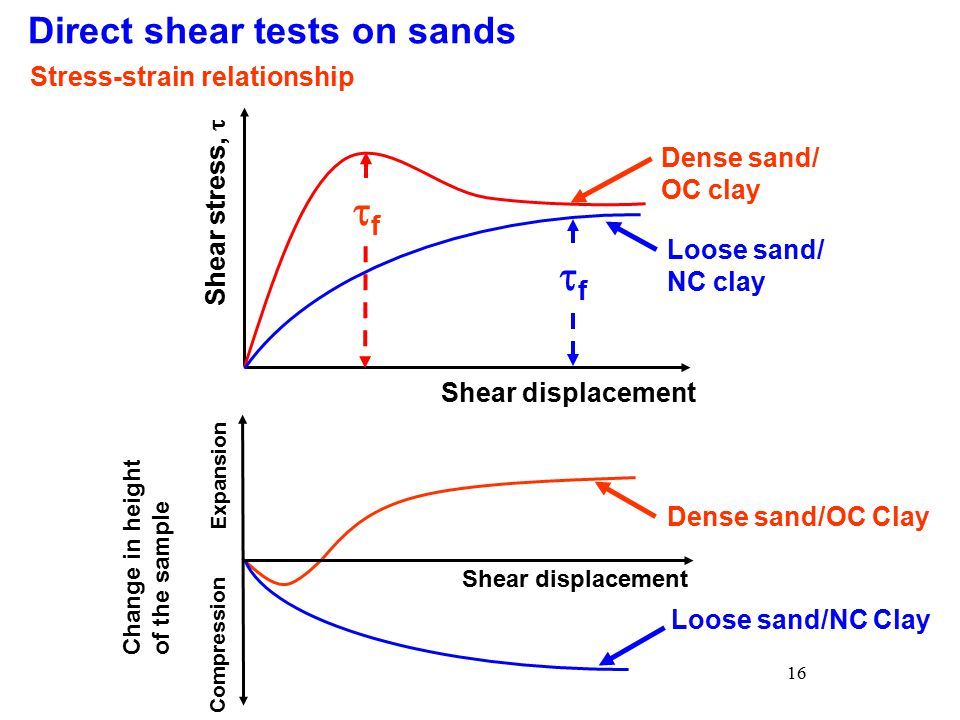 Direct shear tests on sands
Stress-strain relationship
Shear stress, τ
Dense sand/
OC clay
τf
Loose sand/
NC clay
τf
Shear displacement
Change in height
of the sample
Expansion
Compression
Dense sand/OC Clay
Shear displacement
Loose sand/NC Clay
16